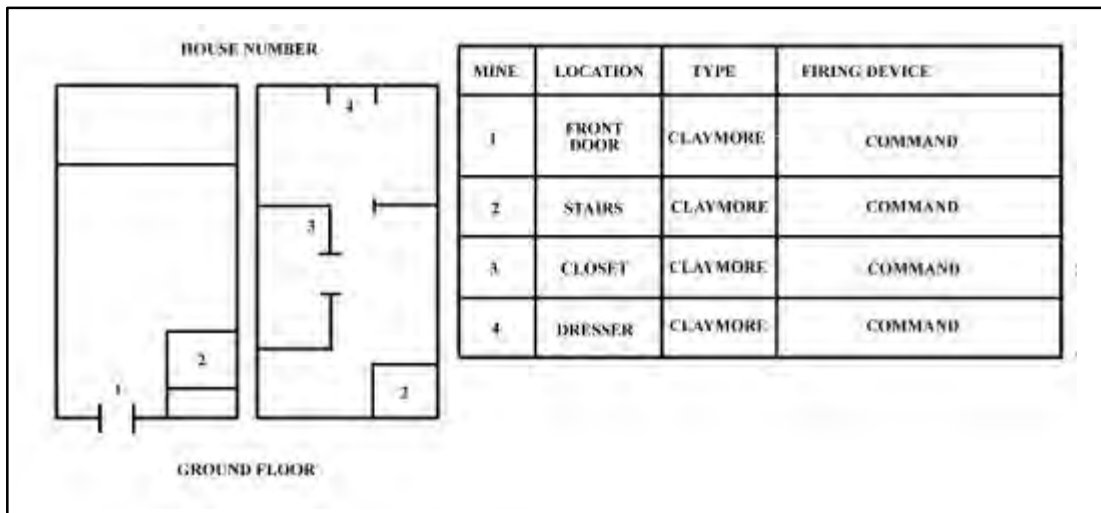 HOUSE NUMBER
4
3
2
1
2
GROUND FLOOR
MINE LOCATION TYPE FIRING DEVICE
1 FRONT DOOR CLAYMORE COMMAND
2 STAIRS CLAYMORE COMMAND
3 CLOSET CLAYMORE COMMAND
4 DRESSER CLAYMORE COMMAND